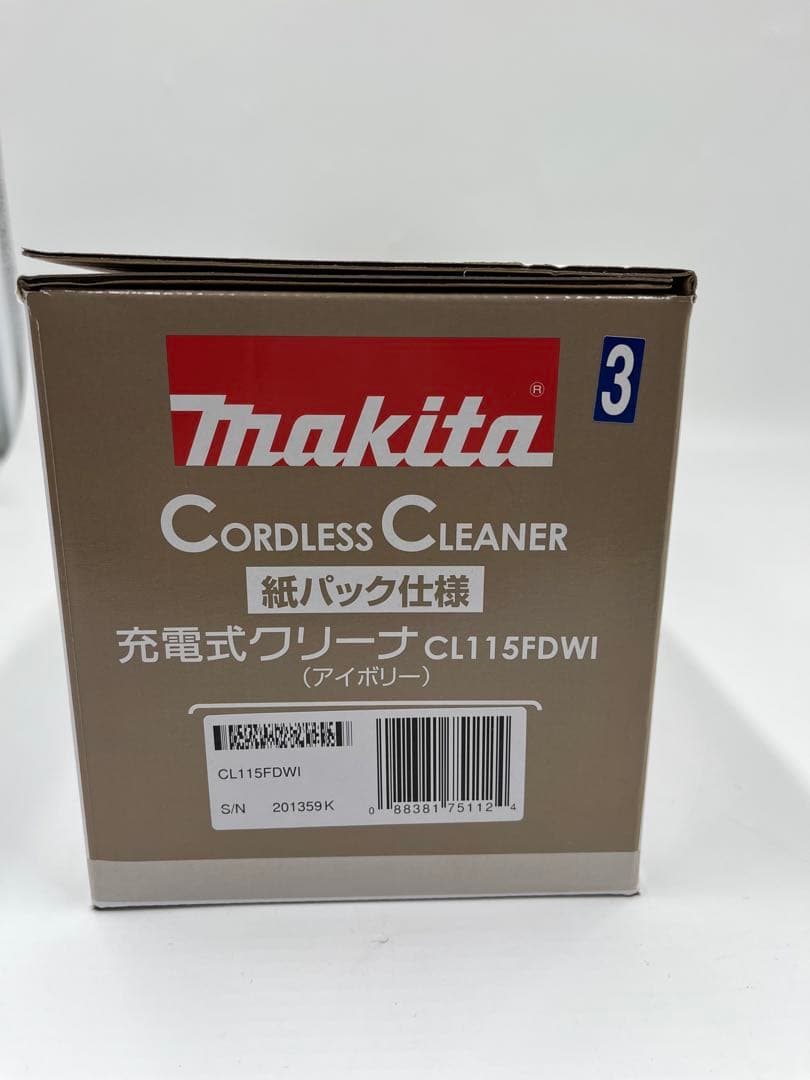 makita®
3
CORDLESS CLEANER
紙パック仕様
充電式クリーナ CL115FDWI
（アイボリー）
CL115FDWI
S/N 201359K
0 88381 75112 4